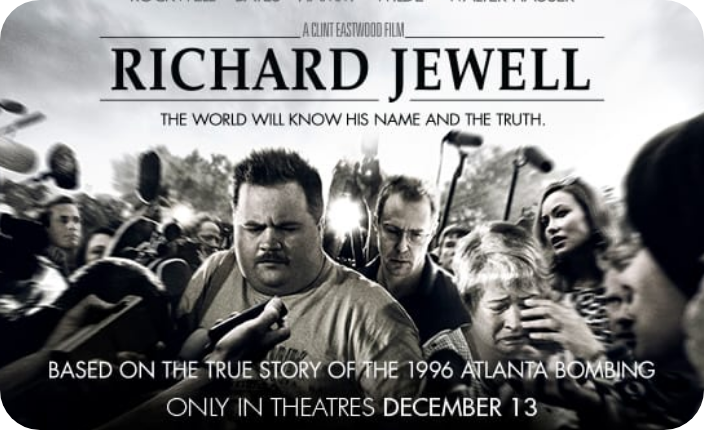 A CLINT EASTWOOD FILM
RICHARD JEWELL
THE WORLD WILL KNOW HIS NAME AND THE TRUTH.
BASED ON THE TRUE STORY OF THE 1996 ATLANTA BOMBING
ONLY IN THEATRES DECEMBER 13